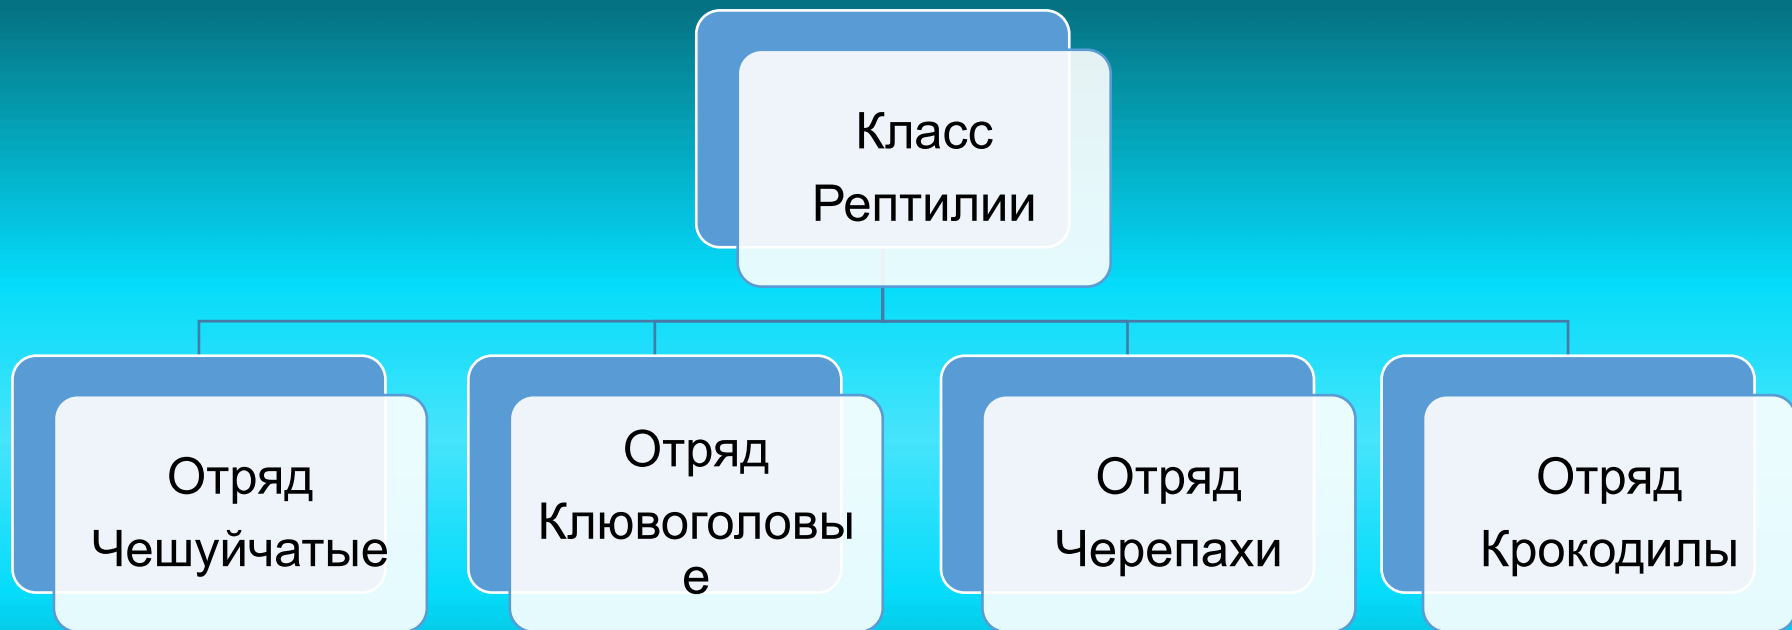 Класс
Рептилии
Отряд
Чешуйчатые
Отряд
Клювоголовы
е
Отряд
Черепахи
Отряд
Крокодилы